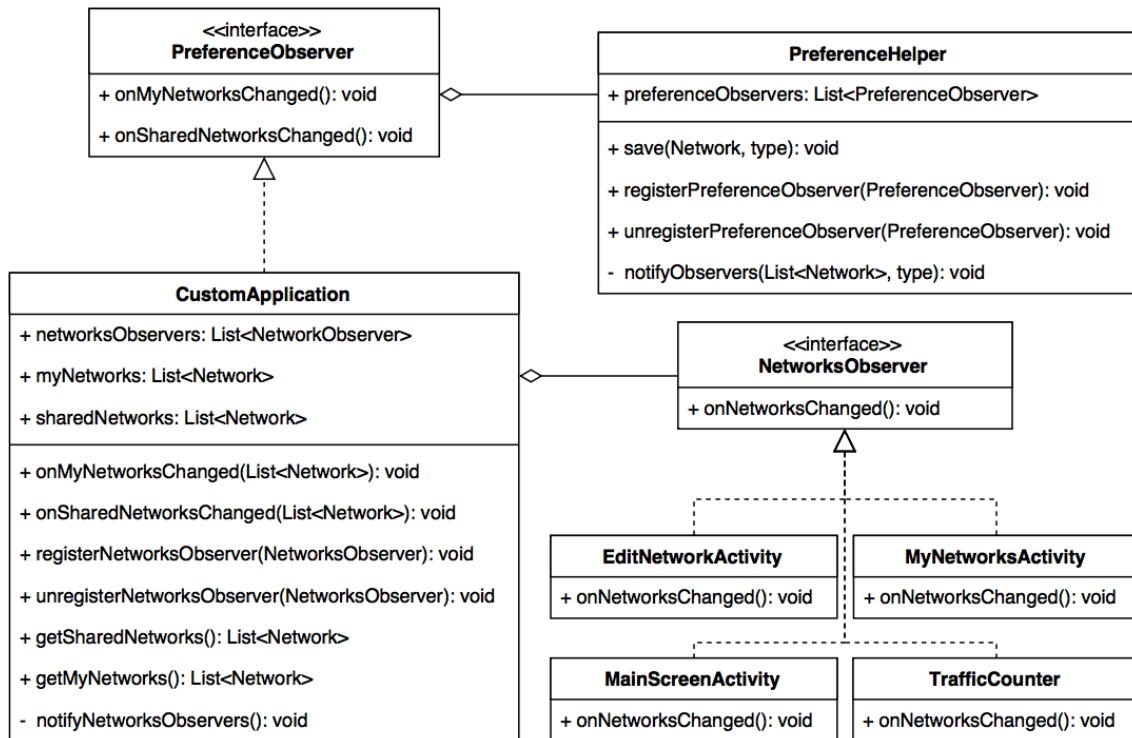 <<interface>>
PreferenceObserver
+ onMyNetworksChanged(): void
+ onSharedNetworksChanged(): void
PreferenceHelper
+ preferenceObservers: List<PreferenceObserver>
+ save(Network, type): void
+ registerPreferenceObserver(PreferenceObserver): void
+ unregisterPreferenceObserver(PreferenceObserver): void
- notifyObservers(List<Network>, type): void
CustomApplication
+ networksObservers: List<NetworkObserver>
+ myNetworks: List<Network>
+ sharedNetworks: List<Network>
+ onMyNetworksChanged(List<Network>): void
+ onSharedNetworksChanged(List<Network>): void
+ registerNetworksObserver(NetworksObserver): void
+ unregisterNetworksObserver(NetworksObserver): void
+ getSharedNetworks(): List<Network>
+ getMyNetworks(): List<Network>
- notifyNetworksObservers(): void
<<interface>>
NetworksObserver
+ onNetworksChanged(): void
EditNetworkActivity
+ onNetworksChanged(): void
MyNetworksActivity
+ onNetworksChanged(): void
MainScreenActivity
+ onNetworksChanged(): void
TrafficCounter
+ onNetworksChanged(): void